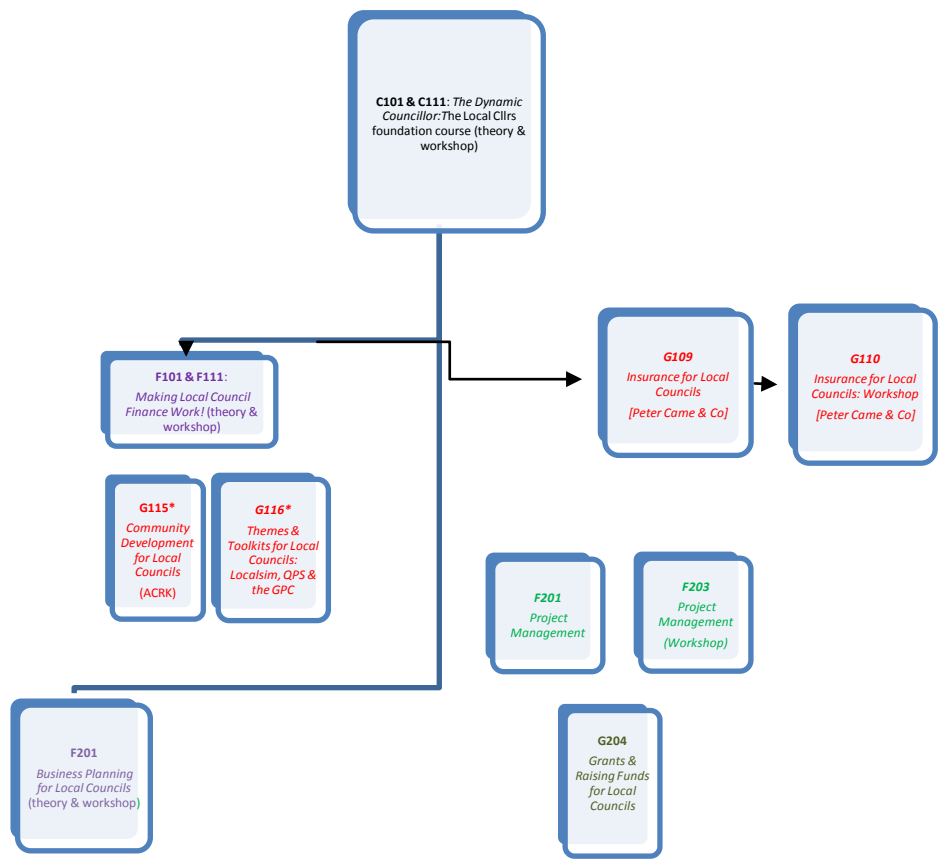 C101 & C111: The Dynamic
Councillor:The Local Cllrs
foundation course (theory &
workshop)
F101 & F111:
Making Local Council
Finance Work! (theory &
workshop)
G109
Insurance for Local
Councils
[Peter Came & Co]
G110
Insurance for Local
Councils: Workshop
[Peter Came & Co]
G115*
Community
Development
for Local
Councils
(ACRK)
G116*
Themes &
Toolkits for Local
Councils:
Localsim, QPS &
the GPC
F201
Project
Management
F203
Project
Management
(Workshop)
F201
Business Planning
for Local Councils
(theory & workshop)
G204
Grants &
Raising Funds
for Local
Councils